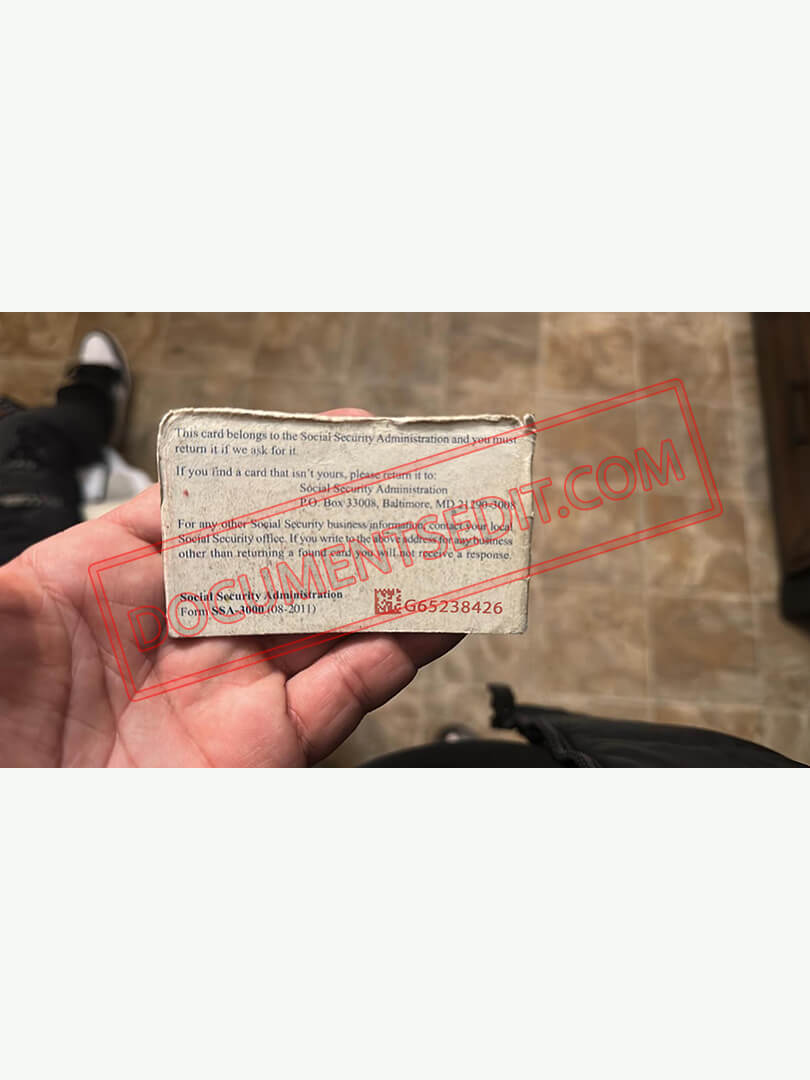 This card belongs to the Social Security Administration and you must
return it if we ask for it.
If you find a card that isn't yours, please return it to:
Social Security Administration
P.O. Box 33008, Baltimore, MD 21290-3008
For any other Social Security business/information, contact your local
Social Security office. If you write to the above address for any business
other than returning a found card you will not receive a response.
Social Security Administration
Form SSA-3000 (08-2011)
G65238426
DOCUMENTSEDIT.COM